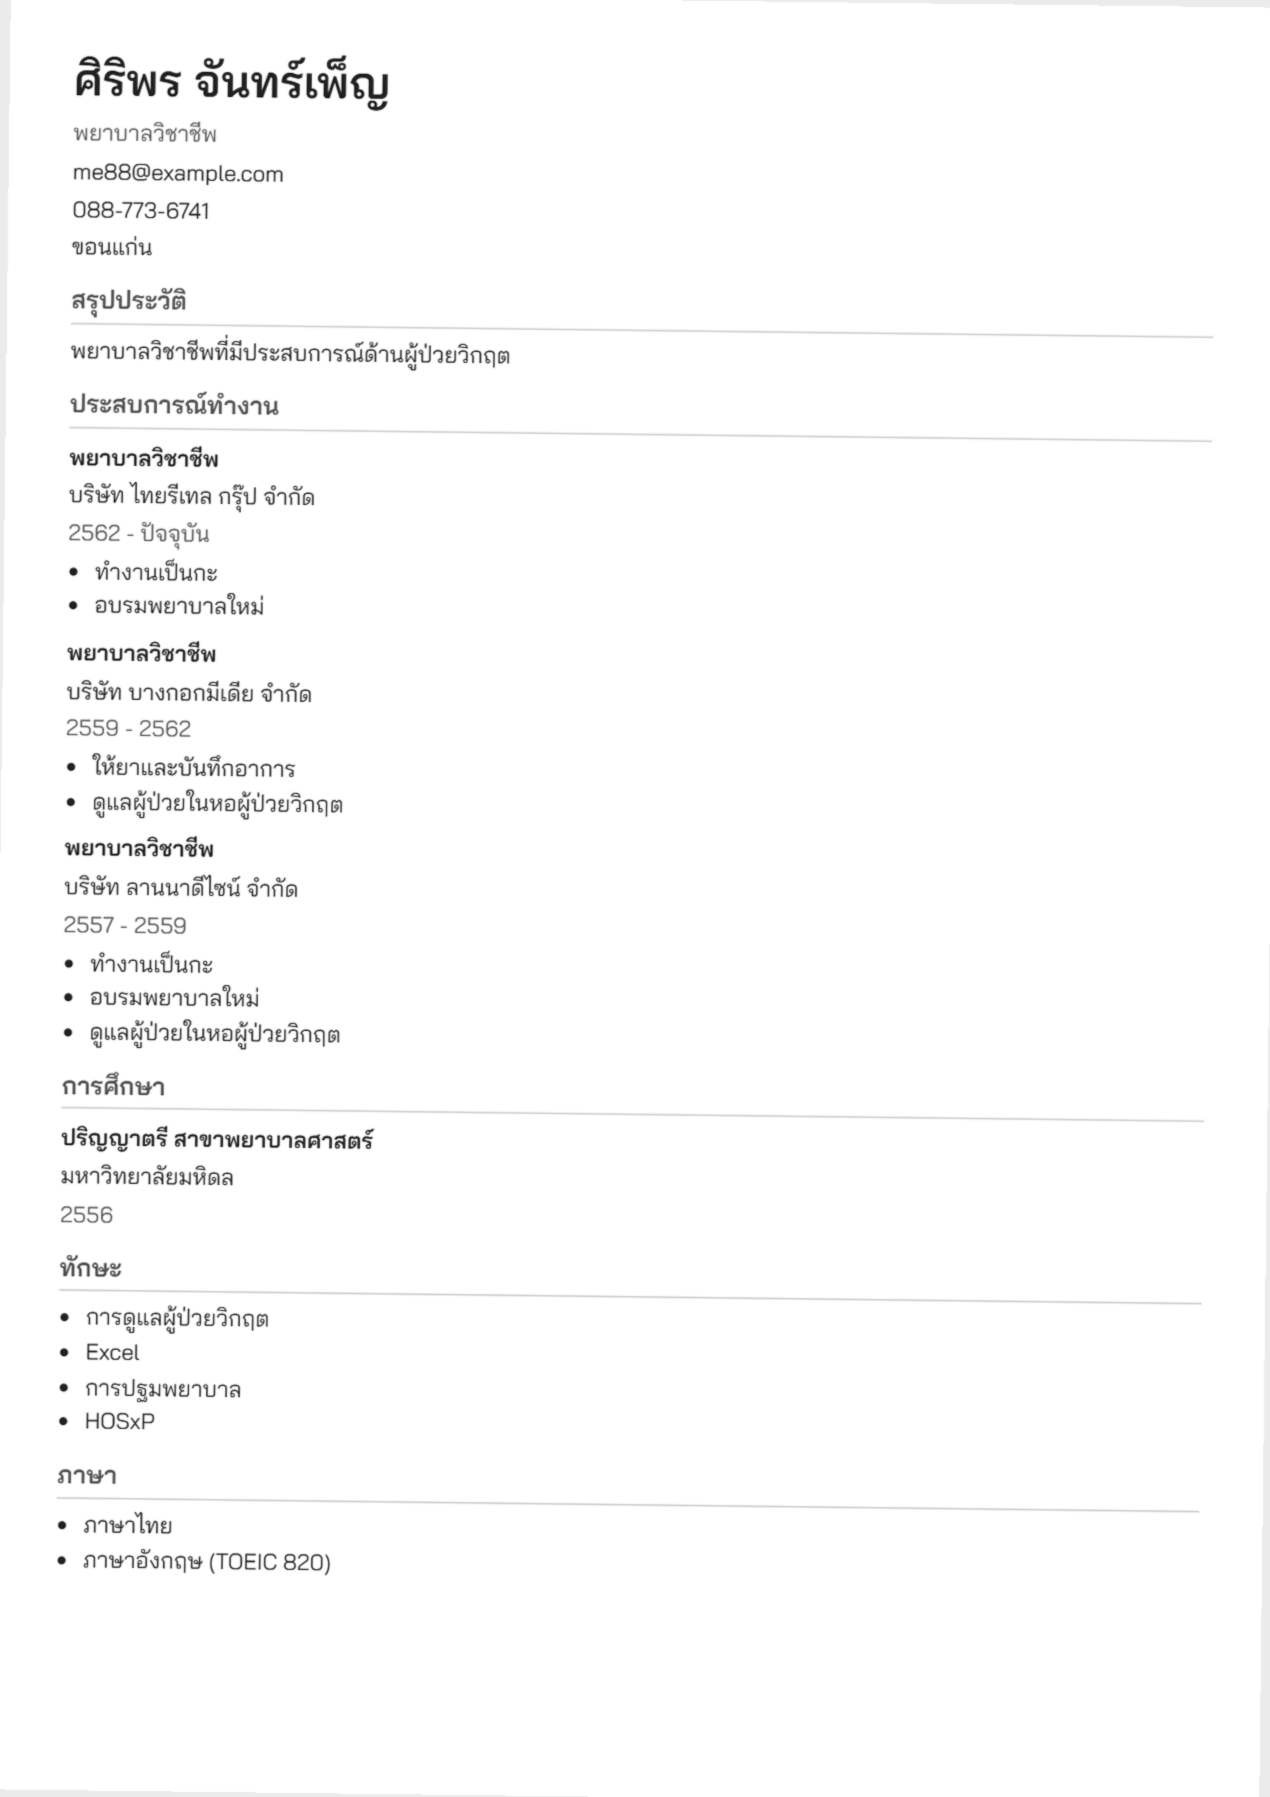 ศิริพร จันทร์เพ็ญ
พยาบาลวิชาชีพ
me88@example.com
088-773-6741
ขอนแก่น
สรุปประวัติ
พยาบาลวิชาชีพที่มีประสบการณ์ด้านผู้ป่วยวิกฤต
ประสบการณ์ทำงาน
พยาบาลวิชาชีพ
บริษัท ไทยรีเทล กรุ๊ป จำกัด
2562 - ปัจจุบัน
• ทำงานเป็นกะ
• อบรมพยาบาลใหม่
พยาบาลวิชาชีพ
บริษัท บางกอกมีเดีย จำกัด
2559 - 2562
• ให้ยาและบันทึกอาการ
• ดูแลผู้ป่วยในหอผู้ป่วยวิกฤต
พยาบาลวิชาชีพ
บริษัท ลานนาดีไซน์ จำกัด
2557 - 2559
• ทำงานเป็นกะ
• อบรมพยาบาลใหม่
• ดูแลผู้ป่วยในหอผู้ป่วยวิกฤต
การศึกษา
ปริญญาตรี สาขาพยาบาลศาสตร์
มหาวิทยาลัยมหิดล
2556
ทักษะ
• การดูแลผู้ป่วยวิกฤต
• Excel
• การปฐมพยาบาล
• HOSxP
ภาษา
• ภาษาไทย
• ภาษาอังกฤษ (TOEIC 820)